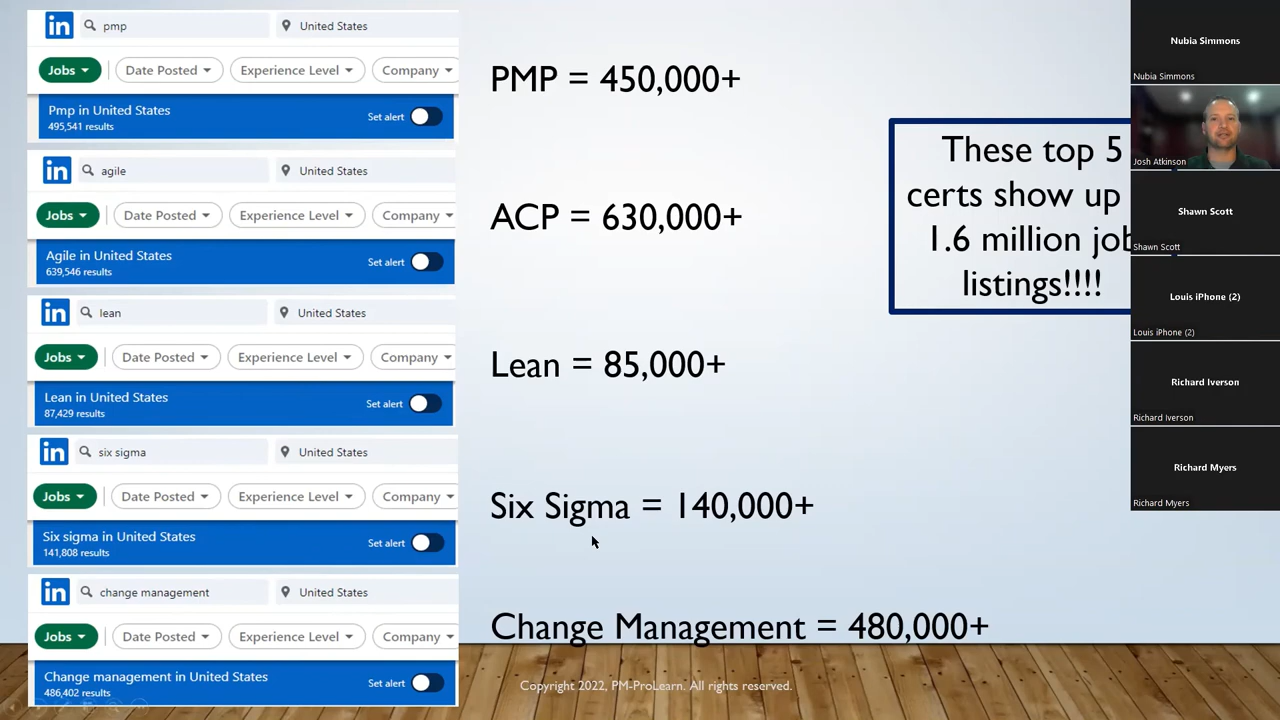 in pmp United States
Jobs Date Posted Experience Level Company
Pmp in United States
495,541 results
Set alert
in agile United States
Jobs Date Posted Experience Level Company
Agile in United States
639,546 results
Set alert
in lean United States
Jobs Date Posted Experience Level Company
Lean in United States
87,429 results
Set alert
in six sigma United States
Jobs Date Posted Experience Level Company
Six sigma in United States
141,808 results
Set alert
in change management United States
Jobs Date Posted Experience Level Company
Change management in United States
486,402 results
Set alert
PMP = 450,000+
ACP = 630,000+
Lean = 85,000+
Six Sigma = 140,000+
Change Management = 480,000+
These top 5
certs show up
1.6 million job
listings!!!!
Copyright 2022, PM-ProLearn. All rights reserved.
Nubia Simmons
Nubia Simmons
Josh Atkinson
Shawn Scott
Shawn Scott
Louis iPhone (2)
Louis iPhone (2)
Richard Iverson
Richard Iverson
Richard Myers
Richard Myers